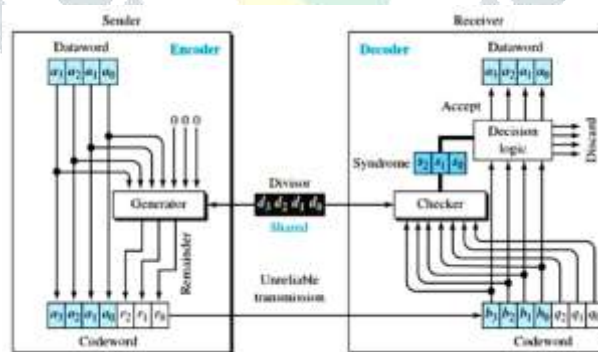 Sender
Receiver
Encoder
Decoder
Dataword
Dataword
a3 a2 a1 a0
a3 a2 a1 a0
Accept
0 0 0
Decision logic
Discard
Syndrome
s2 s1 s0
Divisor
Generator
d3 d2 d1 d0
Checker
Shared
Remainder
Unreliable
transmission
a3 a2 a1 a0 r2 r1 r0
b3 b2 b1 b0 q2 q1 q0
Codeword
Codeword